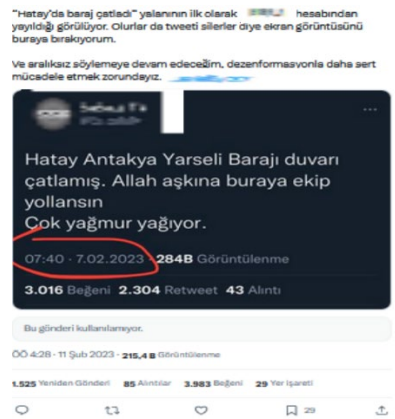 "Hatay'da baraj çatladı" yalanının ilk olarak hesabından
yayıldığı görülüyor. Olurlar da tweeti silerler diye ekran görüntüsünü
buraya bırakıyorum.
Ve aralıksız söylemeye devam edeceğim, dezenformasyonla daha sert
mücadele etmek zorundayız.
Hatay Antakya Yarseli Barajı duvarı
çatlamış. Allah aşkına buraya ekip
yollansın
Çok yağmur yağıyor.
07:40 · 7.02.2023 · 284B Görüntülenme
3.016 Beğeni 2.304 Retweet 43 Alıntı
Bu gönderi kullanılamıyor.
ÖÖ 4:28 · 11 Şub 2023 · 215,4 B Görüntülenme
1.525 Yeniden Gönderi 85 Alıntılar 3.983 Beğeni 29 Yer işareti
29